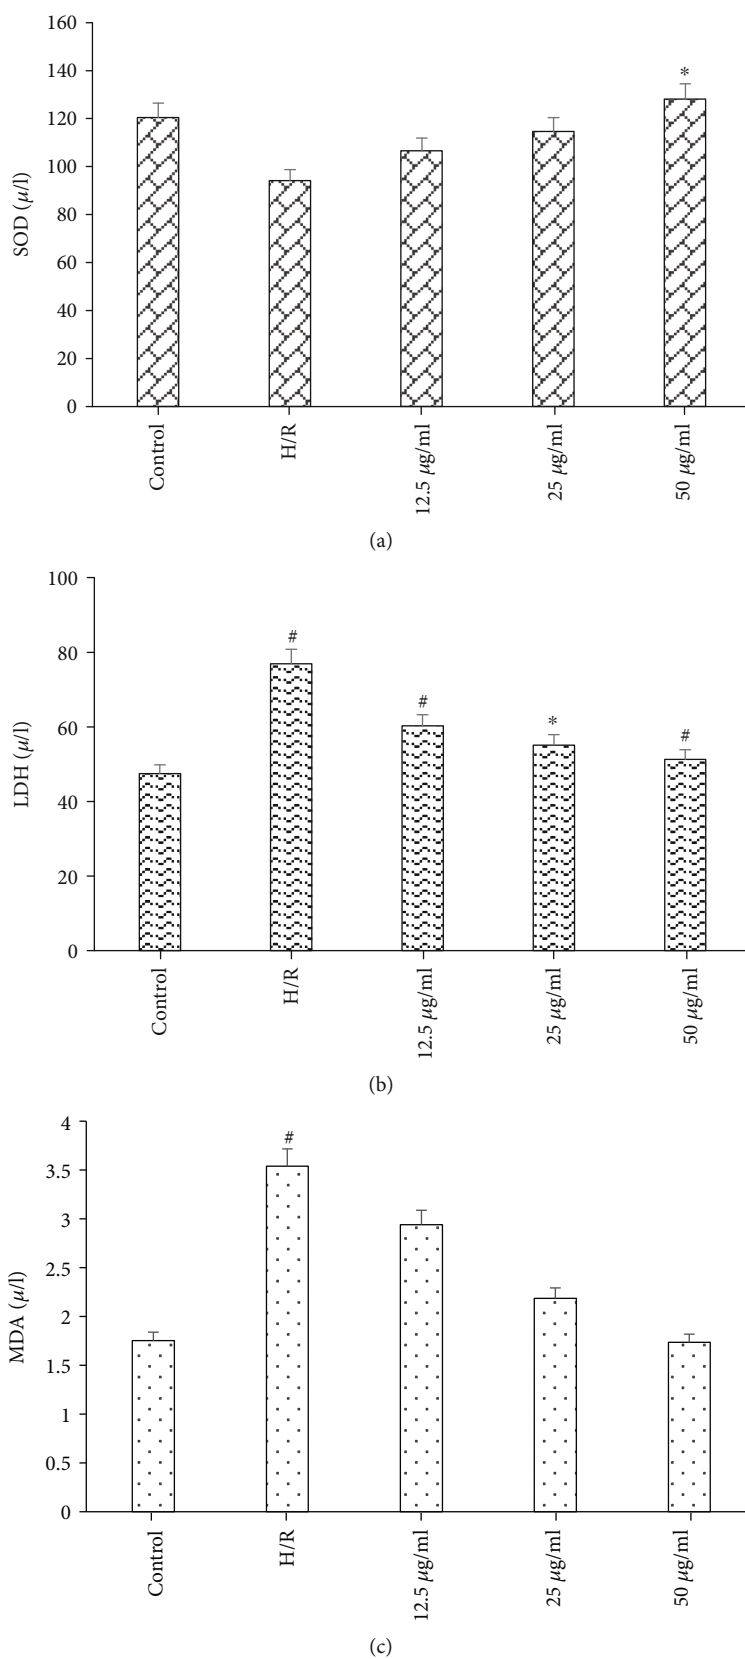 160
140
*
120
100
80
60
40
20
0
SOD (μ/l)
Control
H/R
12.5 μg/ml
25 μg/ml
50 μg/ml
(a)
100
80
#
#
*
#
60
40
20
0
LDH (μ/l)
Control
H/R
12.5 μg/ml
25 μg/ml
50 μg/ml
(b)
4
#
3.5
3
2.5
2
1.5
1
0.5
0
MDA (μ/l)
Control
H/R
12.5 μg/ml
25 μg/ml
50 μg/ml
(c)